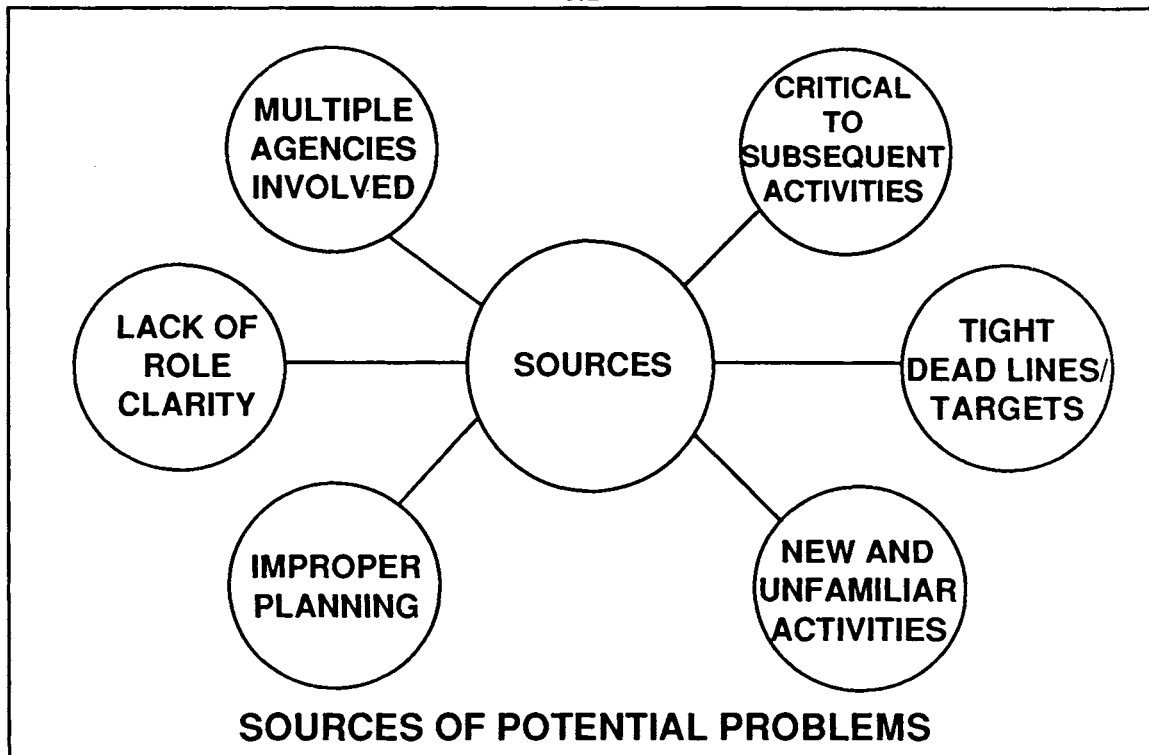 MULTIPLE
AGENCIES
INVOLVED
CRITICAL
TO
SUBSEQUENT
ACTIVITIES
LACK OF
ROLE
CLARITY
SOURCES
TIGHT
DEAD LINES/
TARGETS
IMPROPER
PLANNING
NEW AND
UNFAMILIAR
ACTIVITIES
SOURCES OF POTENTIAL PROBLEMS